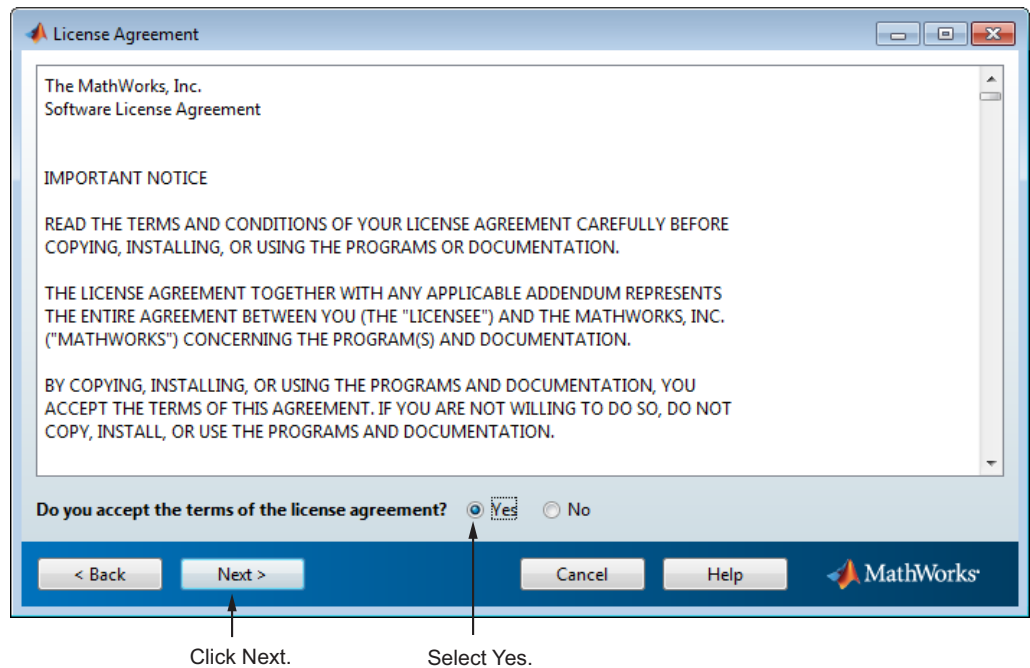 License Agreement
The MathWorks, Inc.
Software License Agreement
IMPORTANT NOTICE
READ THE TERMS AND CONDITIONS OF YOUR LICENSE AGREEMENT CAREFULLY BEFORE
COPYING, INSTALLING, OR USING THE PROGRAMS OR DOCUMENTATION.
THE LICENSE AGREEMENT TOGETHER WITH ANY APPLICABLE ADDENDUM REPRESENTS
THE ENTIRE AGREEMENT BETWEEN YOU (THE "LICENSEE") AND THE MATHWORKS, INC.
("MATHWORKS") CONCERNING THE PROGRAM(S) AND DOCUMENTATION.
BY COPYING, INSTALLING, OR USING THE PROGRAMS AND DOCUMENTATION, YOU
ACCEPT THE TERMS OF THIS AGREEMENT. IF YOU ARE NOT WILLING TO DO SO, DO NOT
COPY, INSTALL, OR USE THE PROGRAMS AND DOCUMENTATION.
Do you accept the terms of the license agreement? Yes No
< Back Next > Cancel Help MathWorks
Click Next. Select Yes.